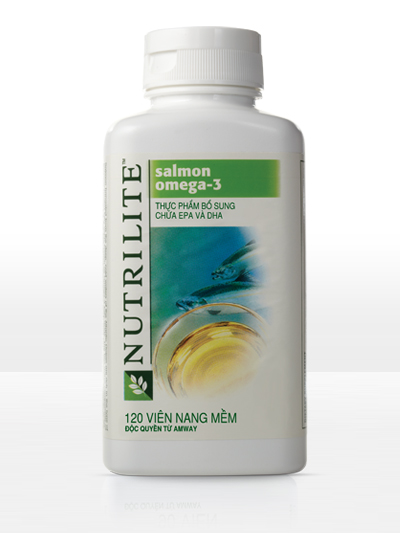 salmon
omega-3
THỰC PHẨM BỔ SUNG
CHỨA EPA VÀ DHA
NUTRILITE™
120 VIÊN NANG MỀM
ĐỘC QUYỀN TỪ AMWAY